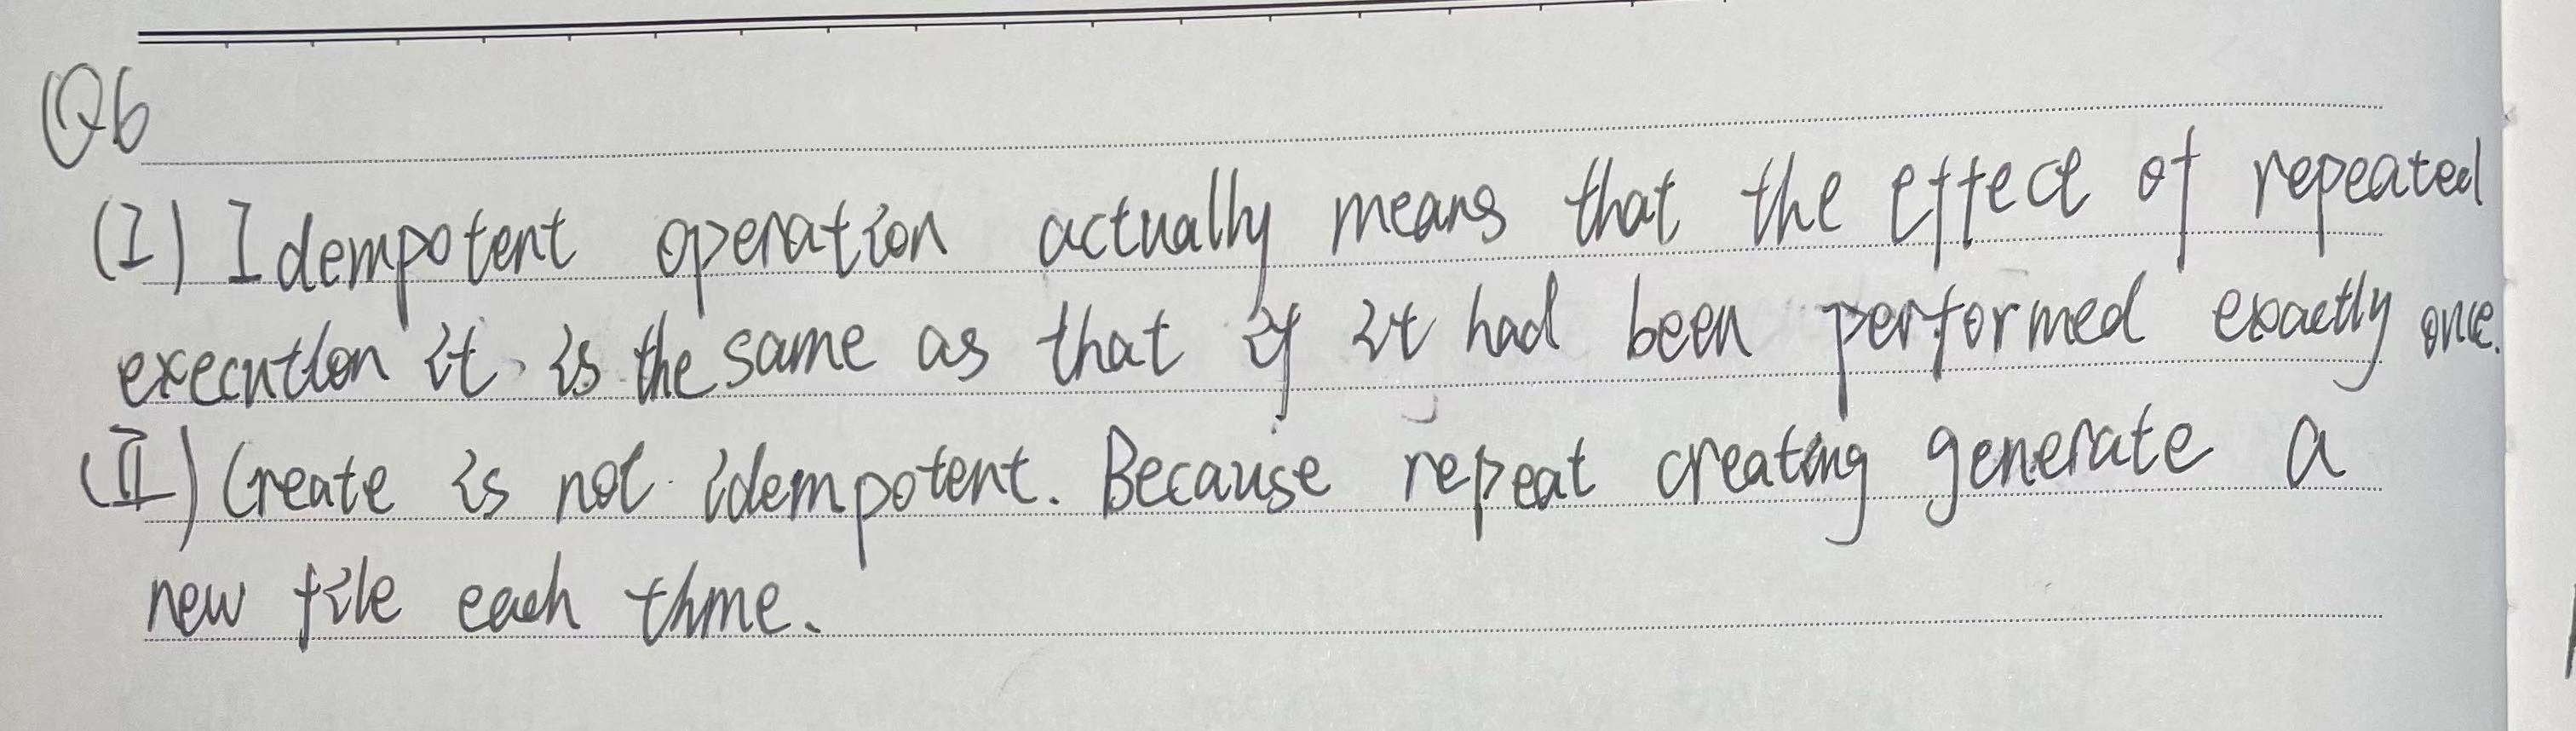 Q6
(I) Idempotent operation actually means that the effect of repeated
execution it is the same as that if it had been performed exactly once.
(II) Create is not idempotent. Because repeat creating generate a
new file each time.